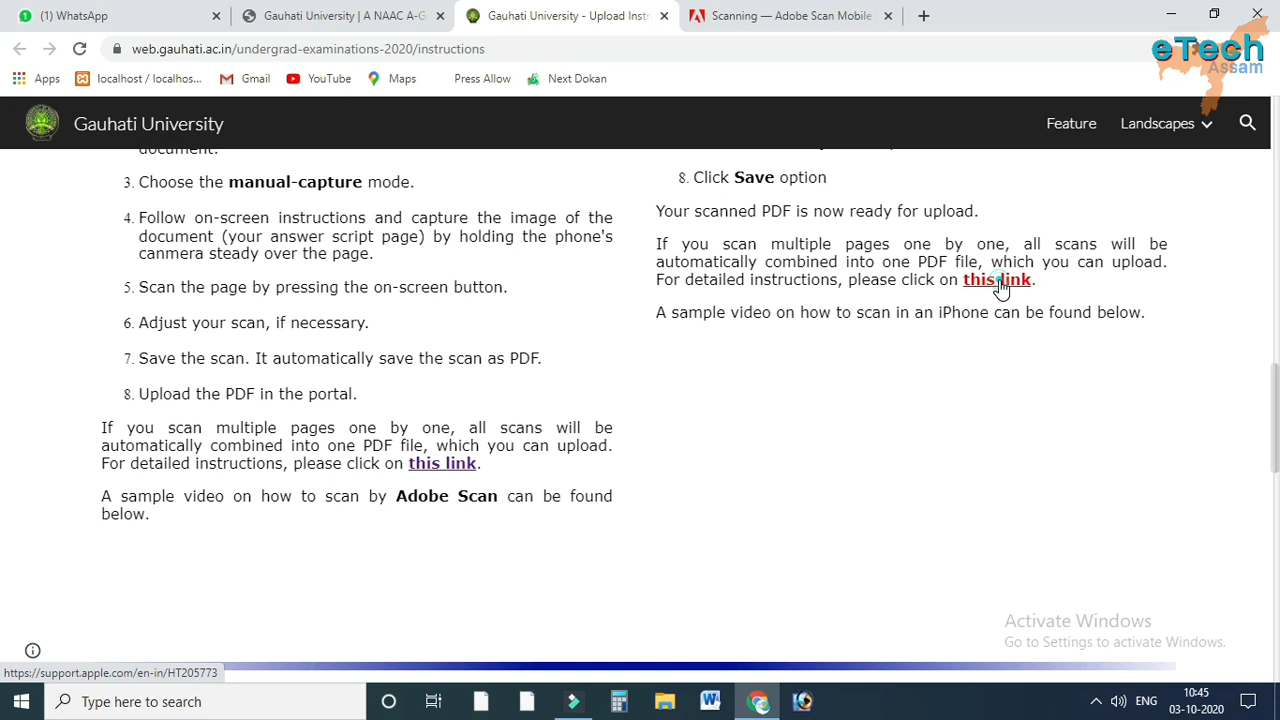 (1) WhatsApp
Gauhati University | A NAAC A-G
Gauhati University - Upload Instr
Scanning — Adobe Scan Mobile
web.gauhati.ac.in/undergrad-examinations-2020/instructions
eTech
Assam
Apps
localhost / localhos...
Gmail
YouTube
Maps
Press Allow
Next Dokan
Gauhati University
Feature
Landscapes
document.
3. Choose the manual-capture mode.
4. Follow on-screen instructions and capture the image of the
document (your answer script page) by holding the phone's
canmera steady over the page.
5. Scan the page by pressing the on-screen button.
6. Adjust your scan, if necessary.
7. Save the scan. It automatically save the scan as PDF.
8. Upload the PDF in the portal.
If you scan multiple pages one by one, all scans will be
automatically combined into one PDF file, which you can upload.
For detailed instructions, please click on this link.
A sample video on how to scan by Adobe Scan can be found
below.
8. Click Save option
Your scanned PDF is now ready for upload.
If you scan multiple pages one by one, all scans will be
automatically combined into one PDF file, which you can upload.
For detailed instructions, please click on this link.
A sample video on how to scan in an iPhone can be found below.
Activate Windows
Go to Settings to activate Windows.
https://support.apple.com/en-in/HT205773
Type here to search
ENG
10:45
03-10-2020